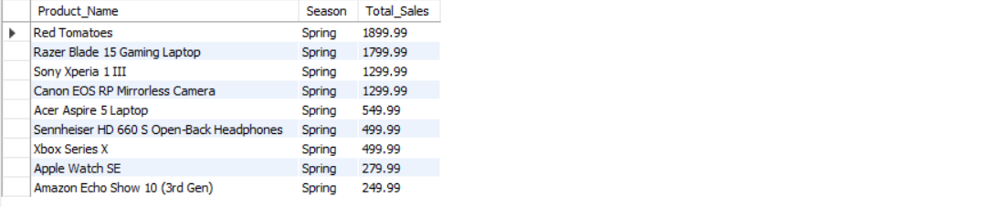 Product_Name Season Total_Sales
Red Tomatoes Spring 1899.99
Razer Blade 15 Gaming Laptop Spring 1799.99
Sony Xperia 1 III Spring 1299.99
Canon EOS RP Mirrorless Camera Spring 1299.99
Acer Aspire 5 Laptop Spring 549.99
Sennheiser HD 660 S Open-Back Headphones Spring 499.99
Xbox Series X Spring 499.99
Apple Watch SE Spring 279.99
Amazon Echo Show 10 (3rd Gen) Spring 249.99